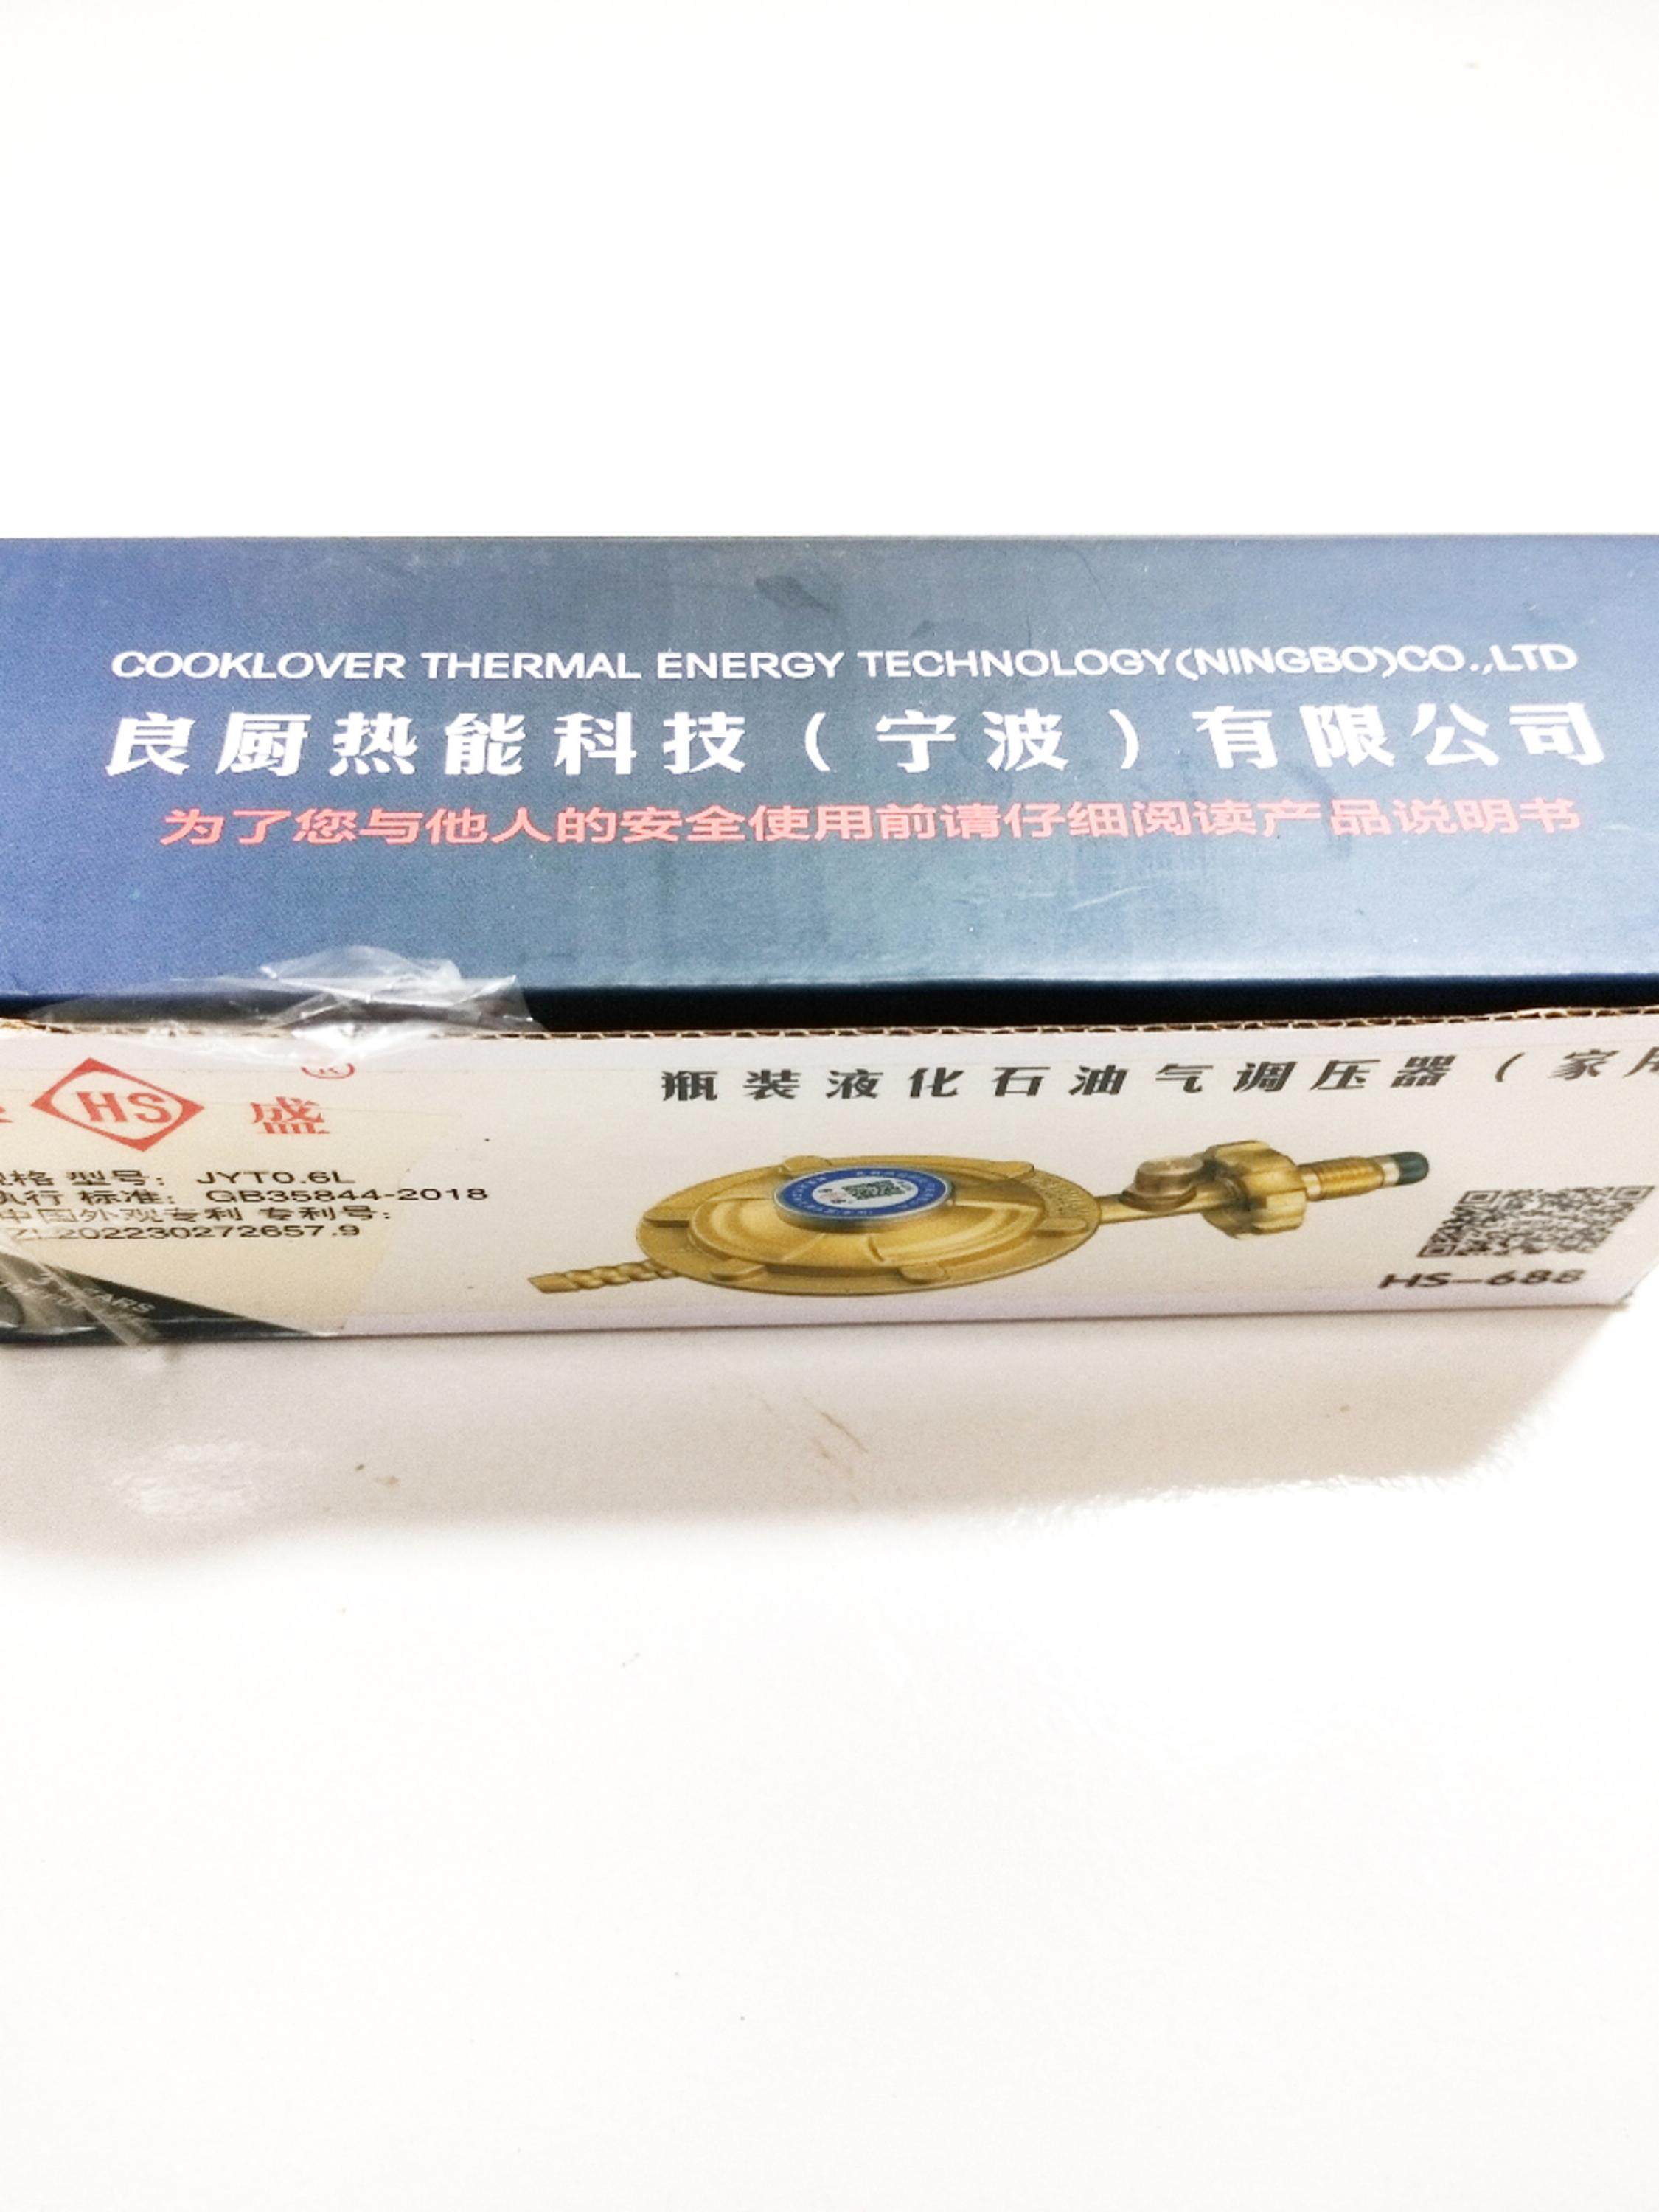 COOKLOVER THERMAL ENERGY TECHNOLOGY(NINGBO)CO.,LTD
良厨热能科技（宁波）有限公司
为了您与他人的安全使用前请仔细阅读产品说明书
HS 盛
瓶装液化石油气调压器（家用
格 型号：JYT0.6L
执行 标准：GB35844-2018
中国外观专利 专利号：
202230272657.9
HS-688